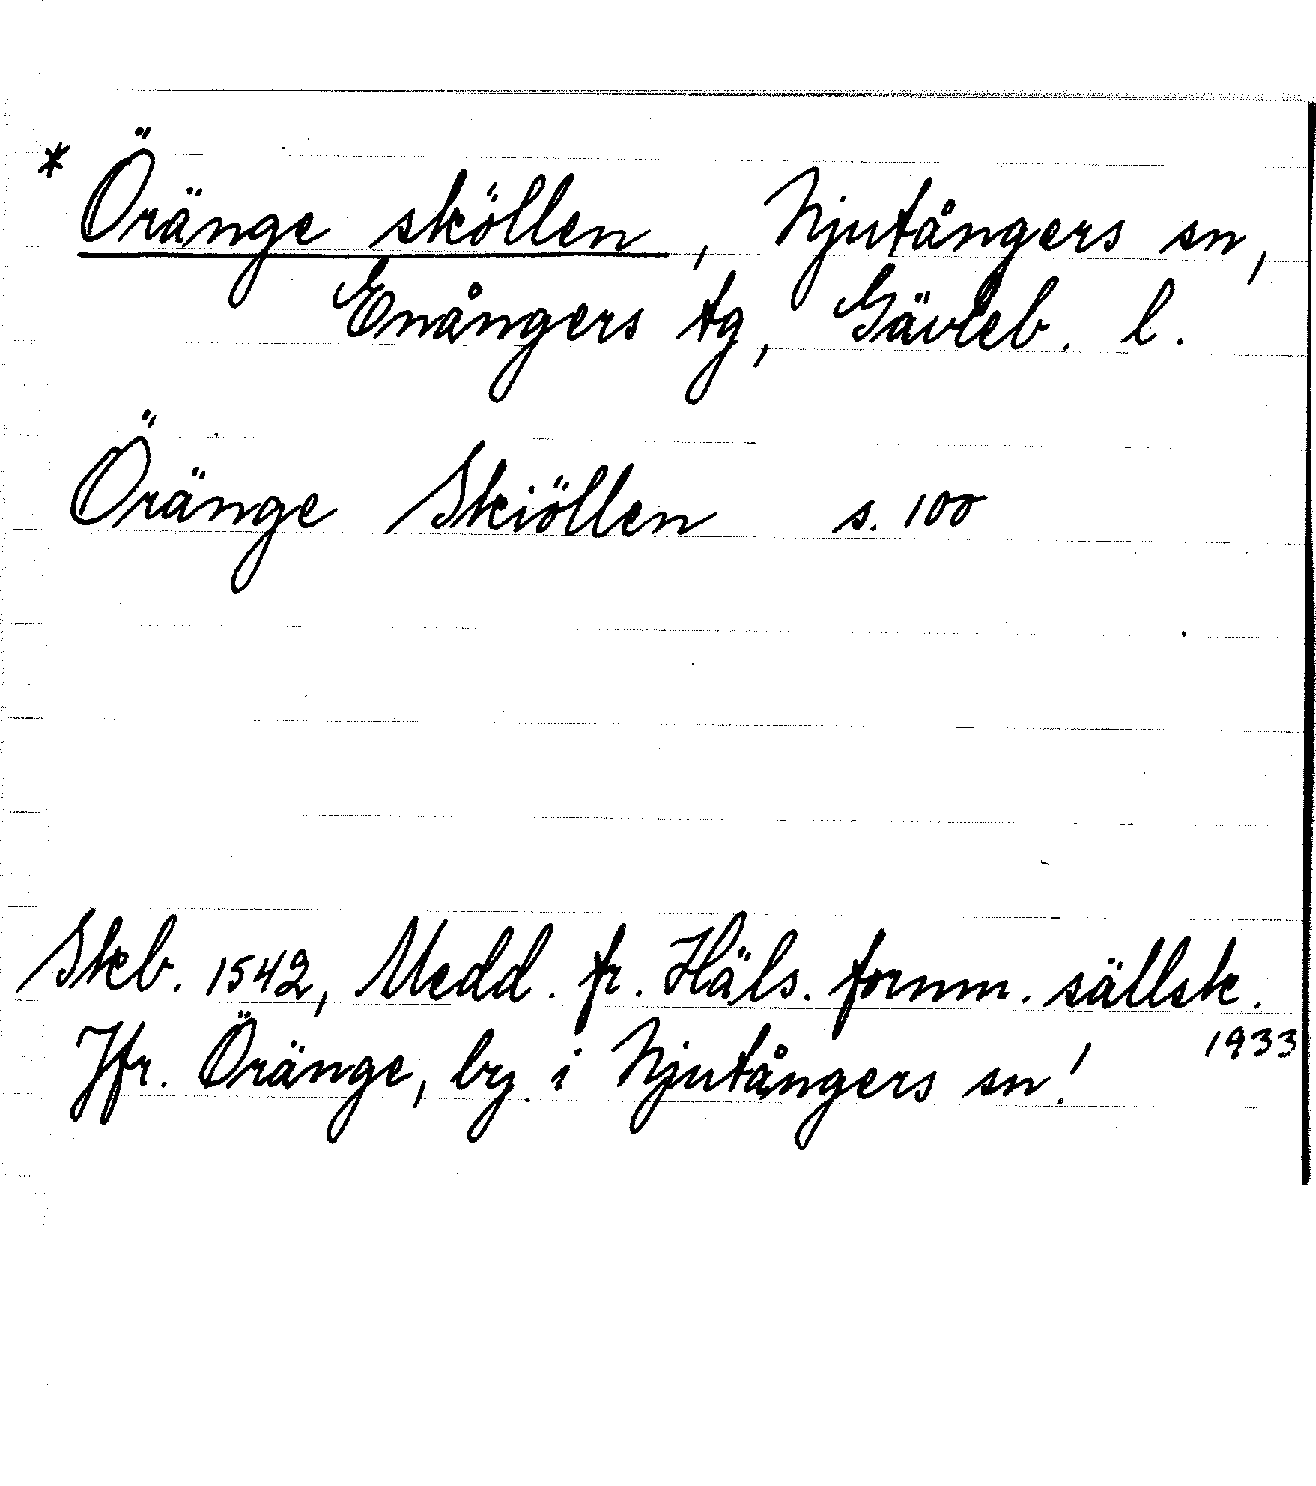 * Öränge sköllen, Njutångers sn,
Enångers tg, Gävleb. l.
Öränge Skiöllen s. 100
Skb. 1542, Medd. fr. Häls. fornm. sällsk.
1933
Jfr. Öränge, by i Njutångers sn!